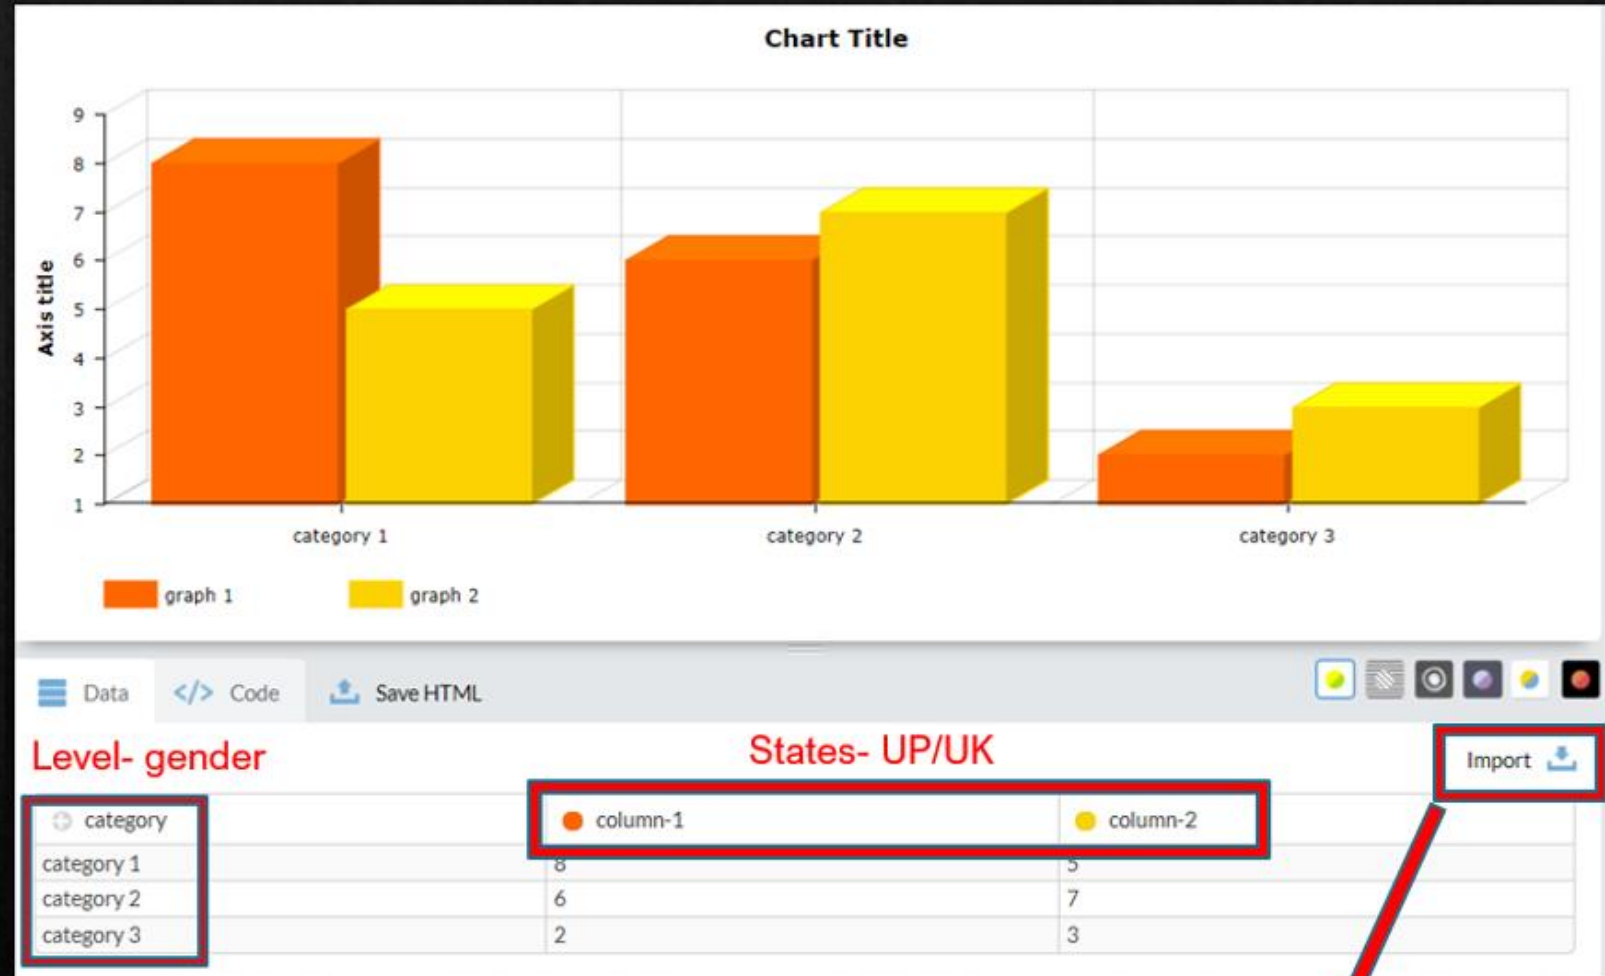 Chart Title
9
8
7
6
5
4
3
2
1
Axis title
category 1 category 2 category 3
graph 1 graph 2
Data </> Code Save HTML
Level- gender States- UP/UK Import
category column-1 column-2
category 1 8 5
category 2 6 7
category 3 2 3